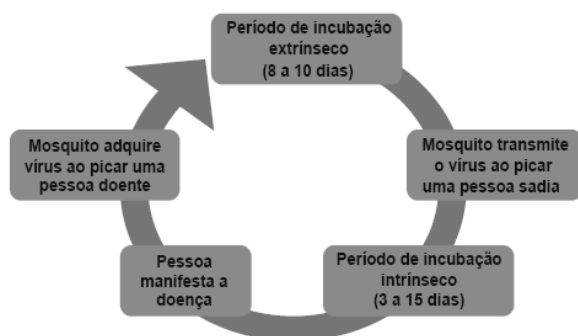 Período de incubação
extrínseco
(8 a 10 dias)
Mosquito adquire
vírus ao picar uma
pessoa doente
Mosquito transmite
o vírus ao picar
uma pessoa sadia
Pessoa
manifesta a
doença
Período de incubação
intrínseco
(3 a 15 dias)